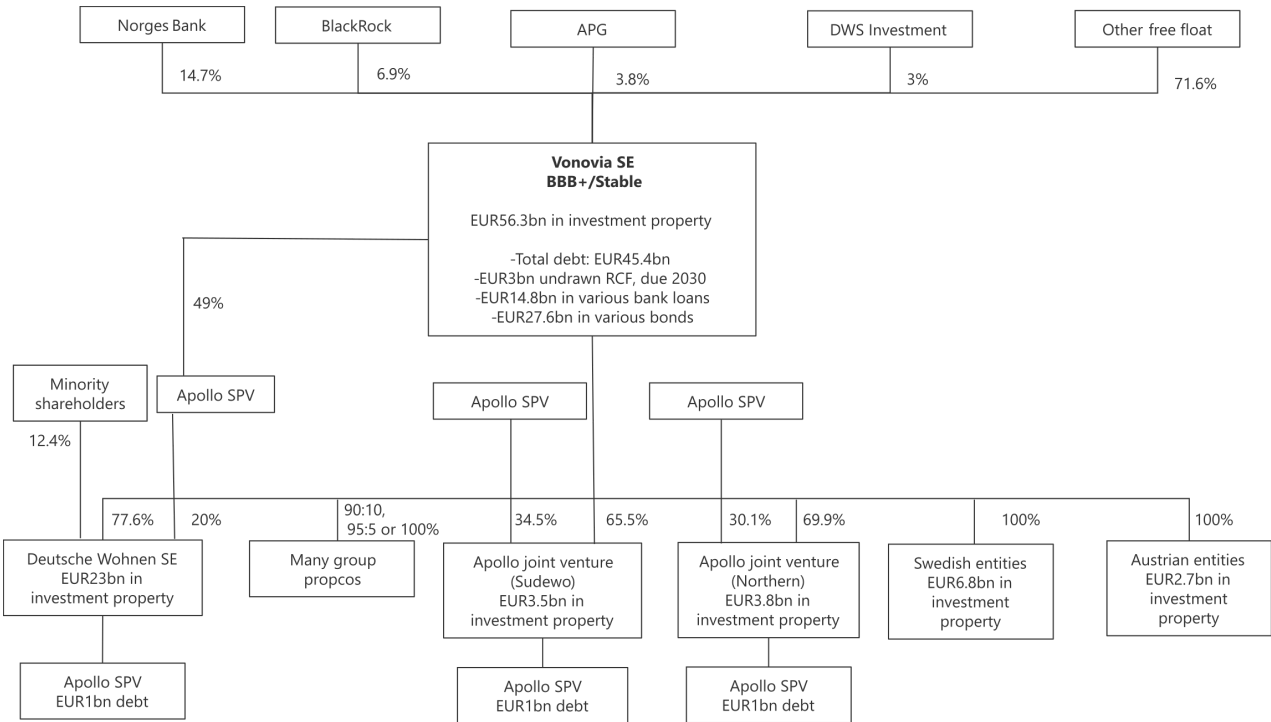 Norges Bank
BlackRock
APG
DWS Investment
Other free float
14.7%
6.9%
3.8%
3%
71.6%
Vonovia SE
BBB+/Stable
EUR56.3bn in investment property
-Total debt: EUR45.4bn
-EUR3bn undrawn RCF, due 2030
-EUR14.8bn in various bank loans
-EUR27.6bn in various bonds
49%
Minority
shareholders
Apollo SPV
Apollo SPV
Apollo SPV
12.4%
77.6%
20%
90:10,
95:5 or 100%
34.5%
65.5%
30.1%
69.9%
100%
100%
Deutsche Wohnen SE
EUR23bn in
investment property
Many group
propcos
Apollo joint venture
(Sudewo)
EUR3.5bn in
investment property
Apollo joint venture
(Northern)
EUR3.8bn in
investment property
Swedish entities
EUR6.8bn in
investment
property
Austrian entities
EUR2.7bn in
investment
property
Apollo SPV
EUR1bn debt
Apollo SPV
EUR1bn debt
Apollo SPV
EUR1bn debt